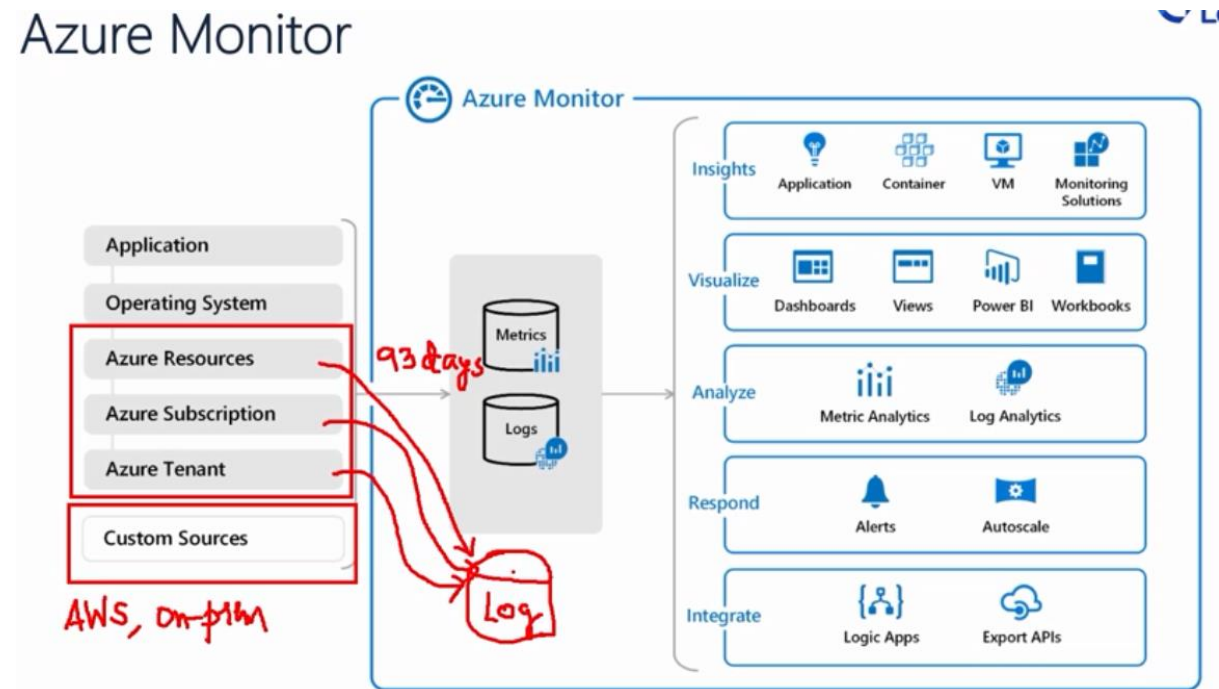 Azure Monitor
Azure Monitor
Application
Operating System
Azure Resources
Azure Subscription
Azure Tenant
Custom Sources
AWS, on-prem
93 days
Metrics
Logs
Log
Insights
Application
Container
VM
Monitoring
Solutions
Visualize
Dashboards
Views
Power BI
Workbooks
Analyze
Metric Analytics
Log Analytics
Respond
Alerts
Autoscale
Integrate
Logic Apps
Export APIs